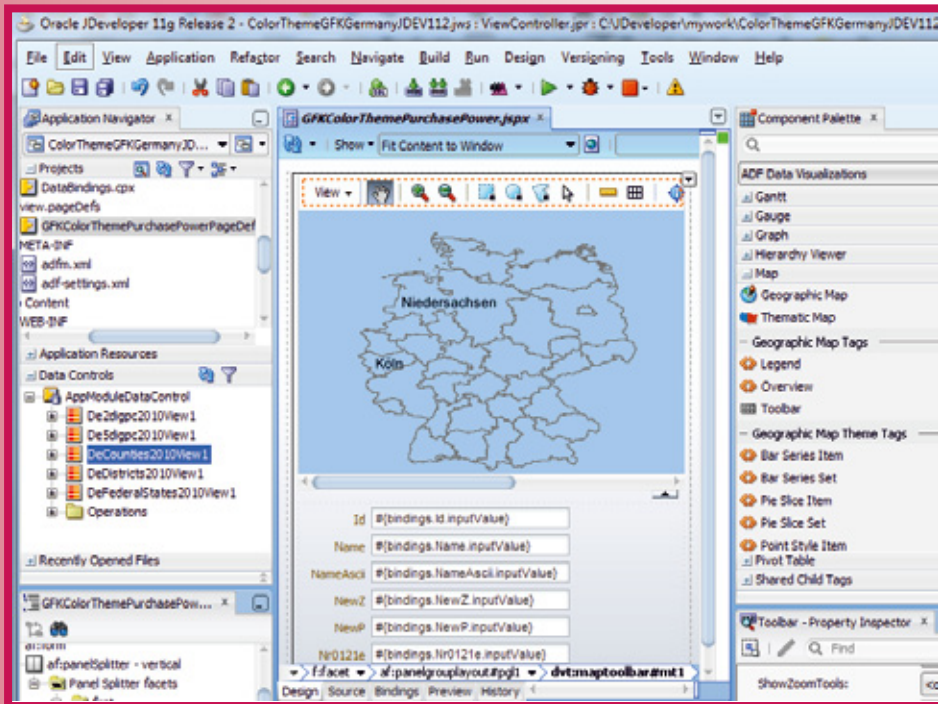 Oracle JDeveloper 11g Release 2 - ColorThemeGFKGermanyJDEV112.jws : ViewController.jpr : C:\JDeveloper\mywork\ColorThemeGFKGermanyJDEV112
File Edit View Application Refactor Search Navigate Build Run Design Versioning Tools Window Help
Application Navigator
ColorThemeGFKGermanyJD...
Projects
DataBindings.cpx
view.pageDefs
GFKColorThemePurchasePowerPageDef
META-INF
adfm.xml
adf-settings.xml
Content
WEB-INF
Application Resources
Data Controls
AppModuleDataControl
De2digpc2010View1
De5digpc2010View1
DeCounties2010View1
DeDistricts2010View1
DeFederalStates2010View1
Operations
Recently Opened Files
GFKColorThemePurchasePow...
af:form
af:panelSplitter - vertical
Panel Splitter facets
first
GFKColorThemePurchasePower.jspx
Show Fit Content to Window
View
Niedersachsen
Köln
Id #{bindings.Id.inputValue}
Name #{bindings.Name.inputValue}
NameAscii #{bindings.NameAscii.inputValue}
NewZ #{bindings.NewZ.inputValue}
NewP #{bindings.NewP.inputValue}
Nr0121e #{bindings.Nr0121e.inputValue}
f:facet af:panelgrouplayout#pgl1 dvt:maptoolbar#mt1
Design Source Bindings Preview History
Component Palette
ADF Data Visualizations
Gantt
Gauge
Graph
Hierarchy Viewer
Map
Geographic Map
Thematic Map
Geographic Map Tags
Legend
Overview
Toolbar
Geographic Map Theme Tags
Bar Series Item
Bar Series Set
Pie Slice Item
Pie Slice Set
Point Style Item
Pivot Table
Shared Child Tags
Toolbar - Property Inspector
Find
ShowZoomTools: